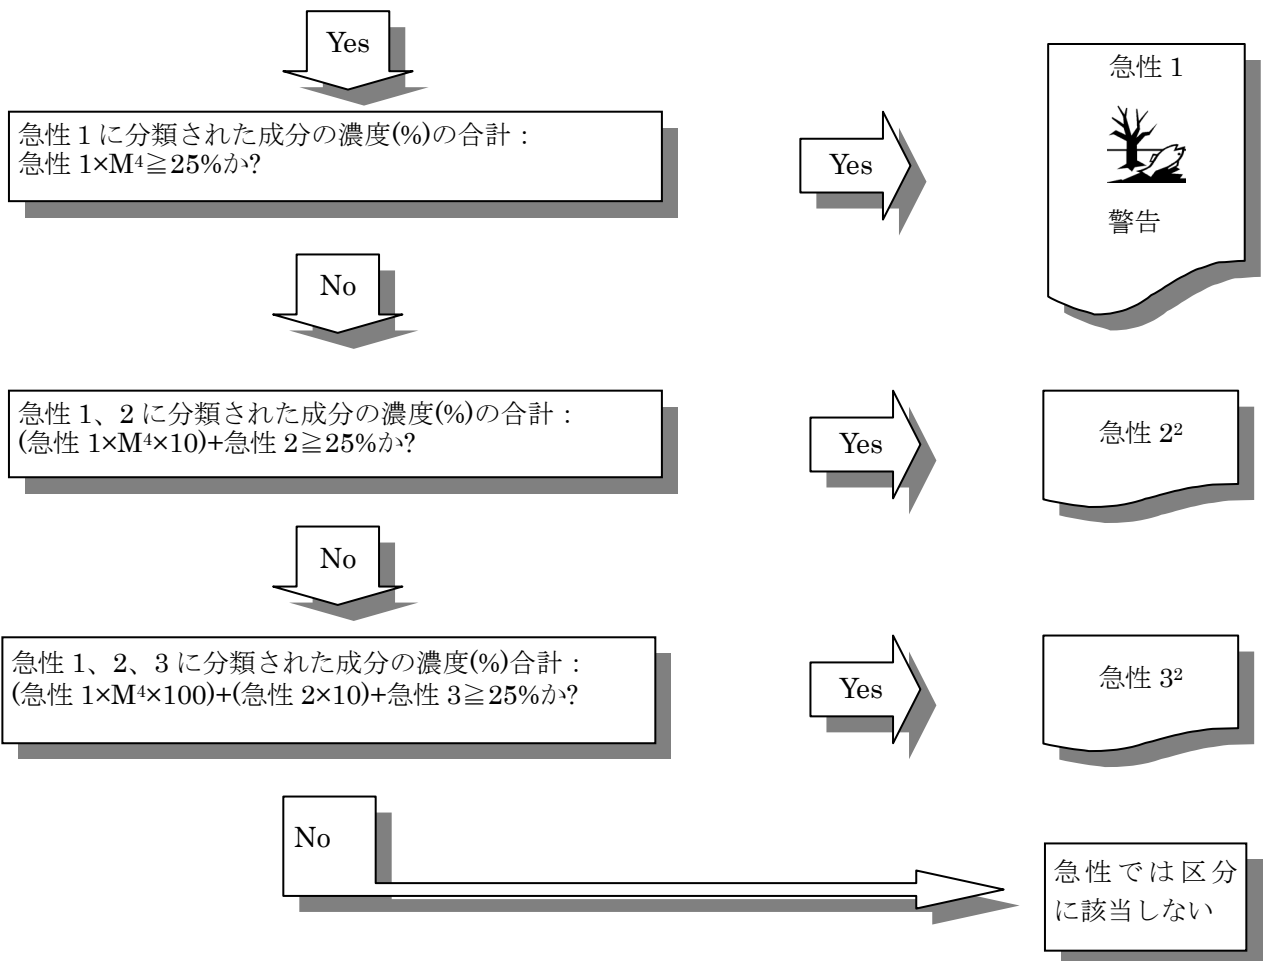 Yes
急性 1 に分類された成分の濃度(%)の合計：
急性 1×M⁴≧25%か?
Yes
急性 1
警告
No
急性 1、2 に分類された成分の濃度(%)の合計：
(急性 1×M⁴×10)+急性 2≧25%か?
Yes
急性 2²
No
急性 1、2、3 に分類された成分の濃度(%)合計：
(急性 1×M⁴×100)+(急性 2×10)+急性 3≧25%か?
Yes
急性 3²
No
急性では区分
に該当しない